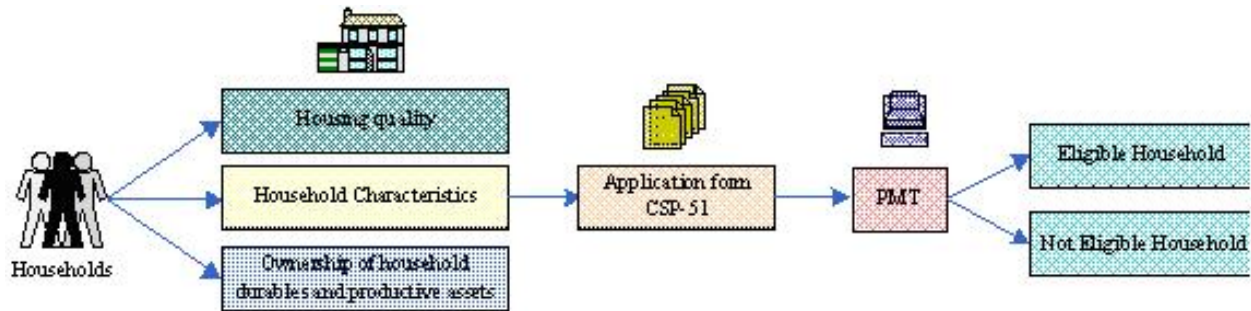 Households
Housing quality
Household Characteristics
Ownership of household
durables and productive assets
Application form
CSP-51
PMT
Eligible Household
Not Eligible Household